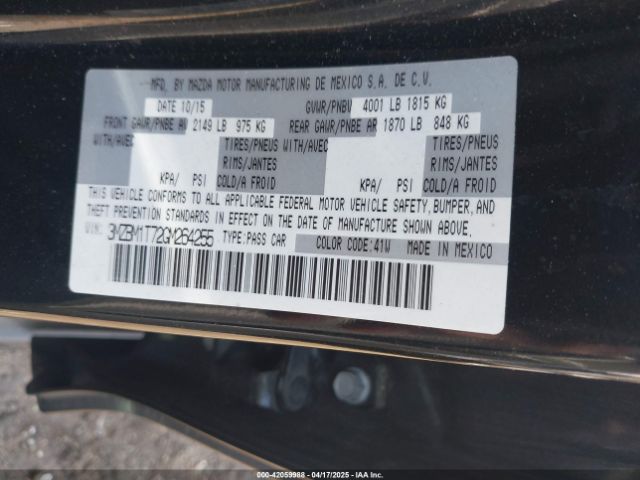 MFD. BY MAZDA MOTOR MANUFACTURING DE MEXICO S.A. DE C.V.
DATE 10/15 GVWR/PNBV 4001 LB 1815 KG
FRONT GAWR/PNBE AV 2149 LB 975 KG REAR GAWR/PNBE AR 1870 LB 848 KG
WITH/AVEC TIRES/PNEUS WITH/AVEC TIRES/PNEUS
RIMS/JANTES RIMS/JANTES
KPA/ PSI COLD/A FROID KPA/ PSI COLD/A FROID
THIS VEHICLE CONFORMS TO ALL APPLICABLE FEDERAL MOTOR VEHICLE SAFETY, BUMPER, AND
THEFT PREVENTION STANDARDS IN EFFECT ON THE DATE OF MANUFACTURE SHOWN ABOVE.
VIN: 3MZBM1T72GM264255 TYPE:PASS CAR COLOR CODE:41W MADE IN MEXICO
000-42059988 - 04/17/2025 - IAA Inc.